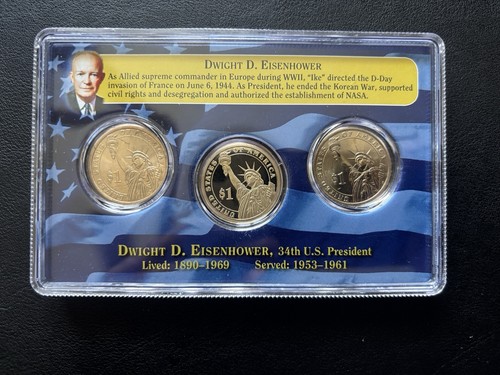 DWIGHT D. EISENHOWER
As Allied supreme commander in Europe during WWII, "Ike" directed the D-Day
invasion of France on June 6, 1944. As President, he ended the Korean War, supported
civil rights and desegregation and authorized the establishment of NASA.
$1
UNITED STATES OF AMERICA
$1
$1
DWIGHT D. EISENHOWER, 34th U.S. President
Lived: 1890–1969 Served: 1953–1961